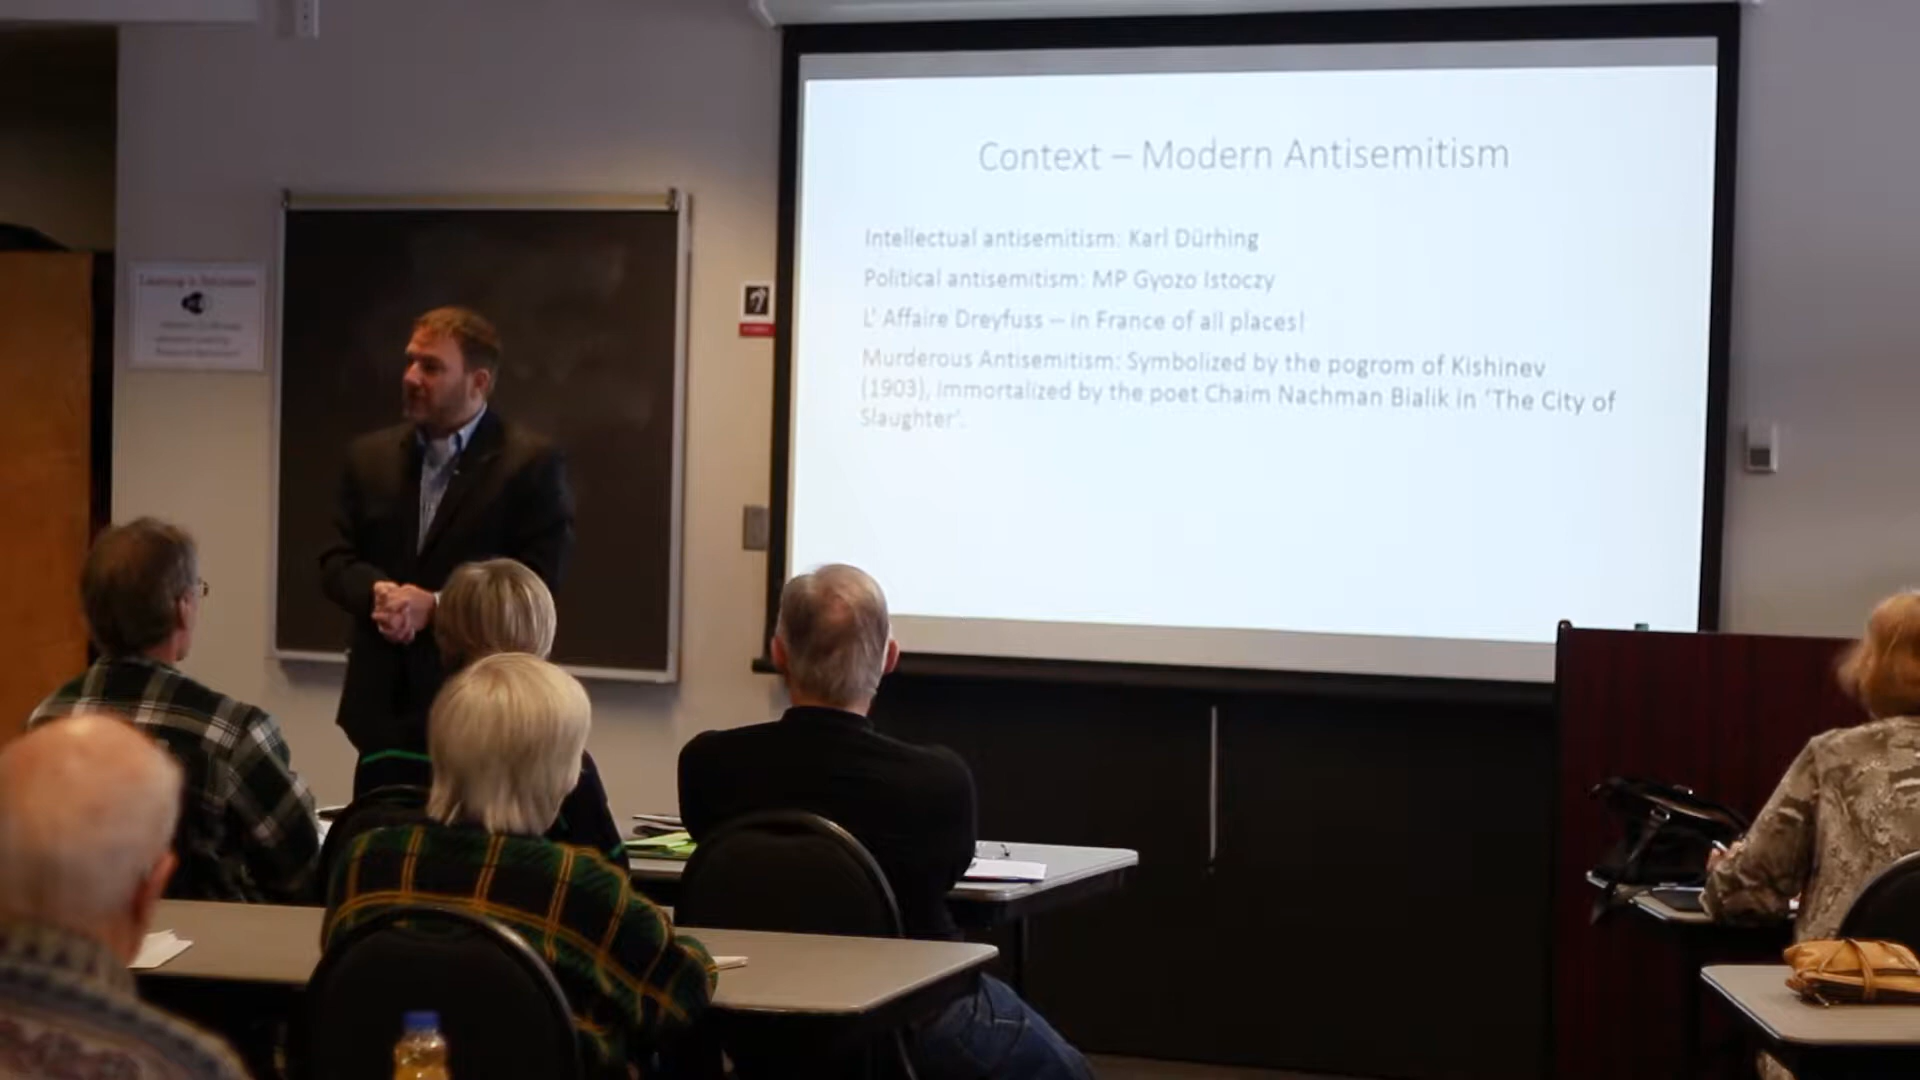 Context – Modern Antisemitism
Intellectual antisemitism: Karl Dürhing
Political antisemitism: MP Gyozo Istoczy
L' Affaire Dreyfuss – in France of all places!
Murderous Antisemitism: Symbolized by the pogrom of Kishinev
(1903), immortalized by the poet Chaim Nachman Bialik in 'The City of
Slaughter'.